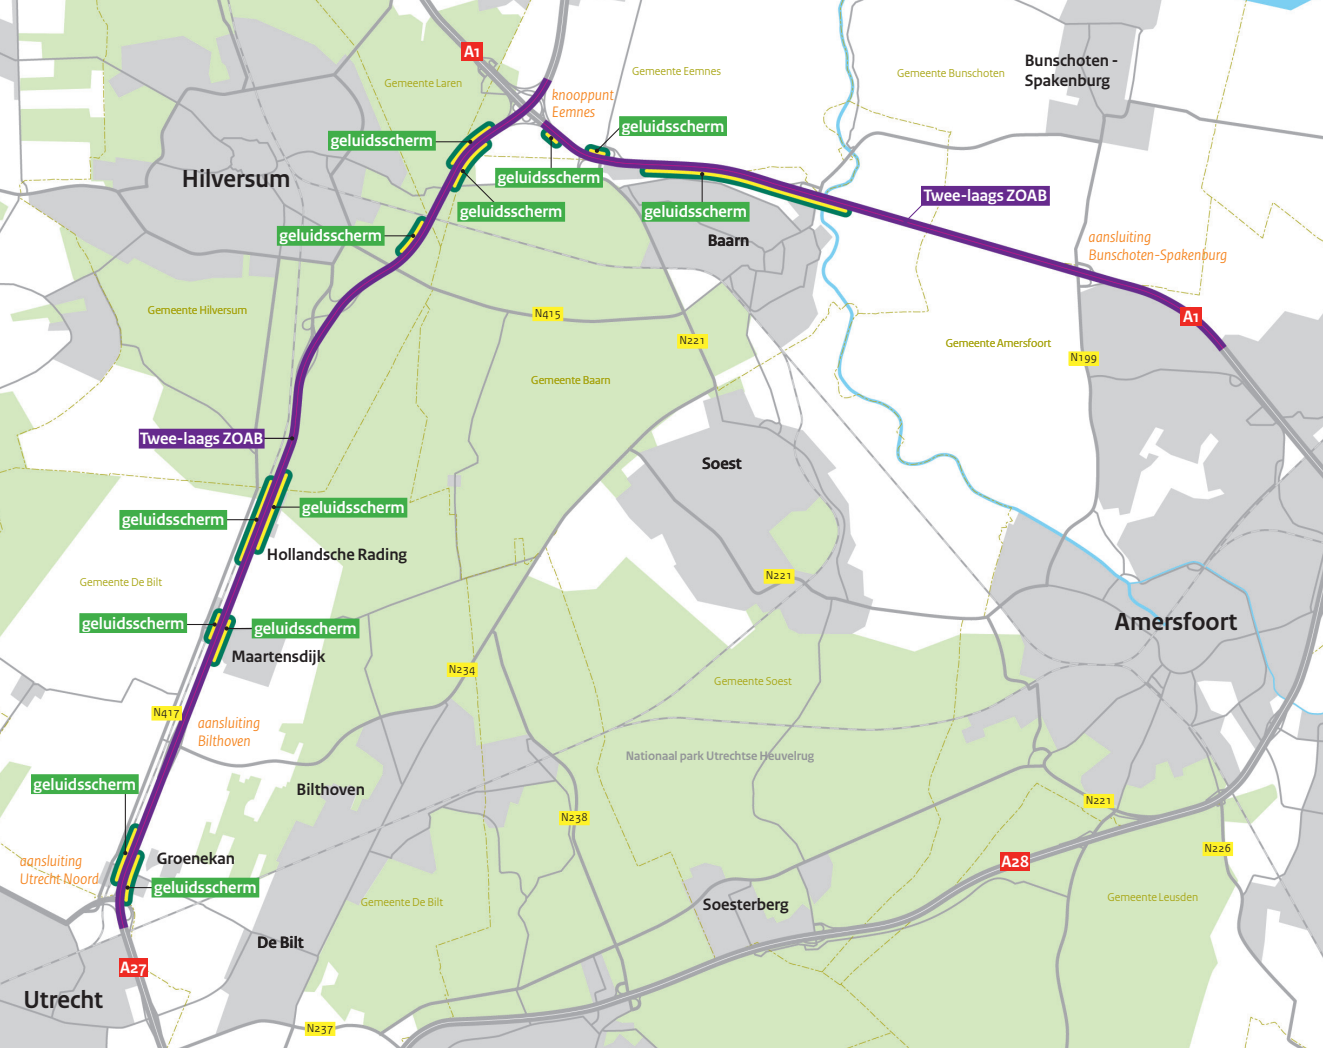 A1
Gemeente Laren
Gemeente Eemnes
Gemeente Bunschoten
Bunschoten -
Spakenburg
knooppunt
Eemnes
geluidsscherm
geluidsscherm
Hilversum
geluidsscherm
geluidsscherm
geluidsscherm
Twee-laags ZOAB
geluidsscherm
Baarn
aansluiting
Bunschoten-Spakenburg
Gemeente Hilversum
N415
A1
N221
Gemeente Amersfoort
N199
Gemeente Baarn
Twee-laags ZOAB
Soest
geluidsscherm
geluidsscherm
Hollandsche Rading
Gemeente De Bilt
N221
geluidsscherm
geluidsscherm
Amersfoort
Maartensdijk
N234
Gemeente Soest
N417
aansluiting
Bilthoven
Nationaal park Utrechtse Heuvelrug
geluidsscherm
Bilthoven
N221
N238
N226
aansluiting
Utrecht Noord
Groenekan
A28
geluidsscherm
Gemeente De Bilt
Soesterberg
Gemeente Leusden
De Bilt
A27
Utrecht
N237